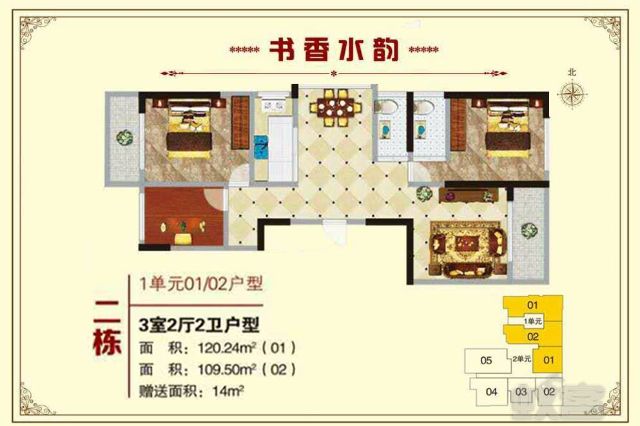 ***** 书香水韵 *****
北
二栋
1单元01/02户型
3室2厅2卫户型
面 积：120.24m²（01）
面 积：109.50m²（02）
赠送面积：14m²
01
1单元
02
05
2单元
01
04
03
02